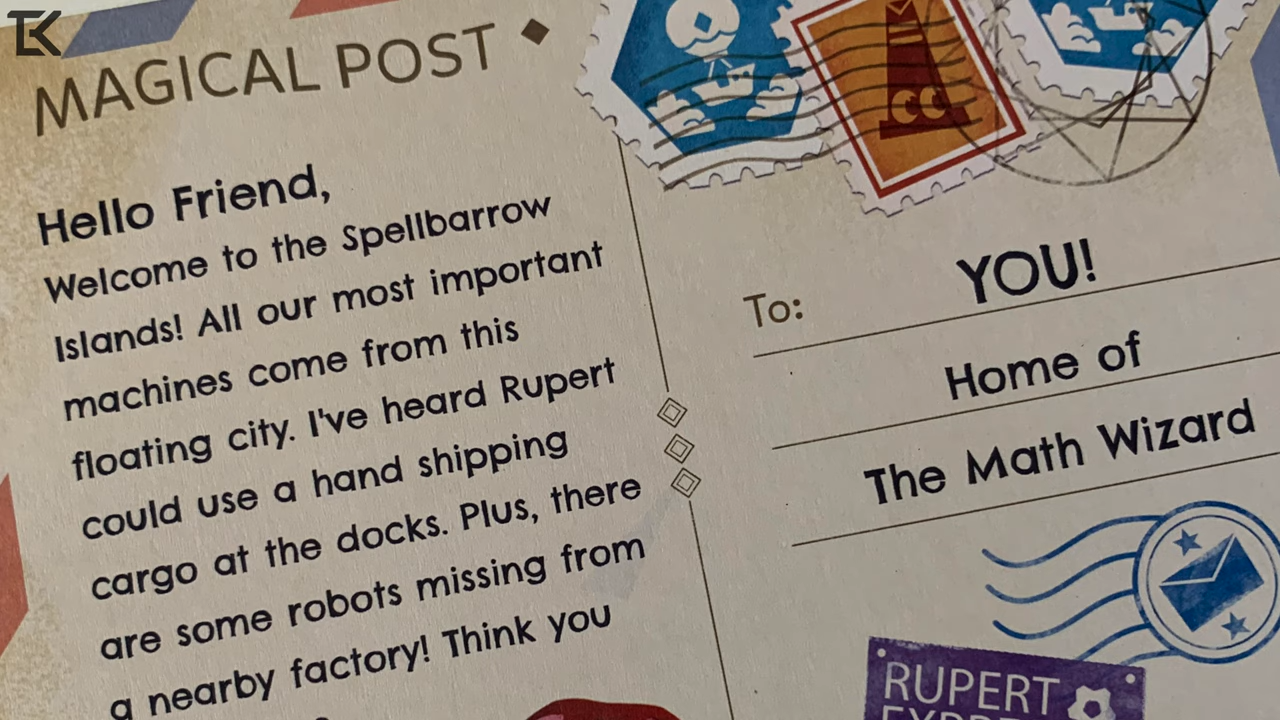 TK
MAGICAL POST
Hello Friend,
Welcome to the Spellbarrow
Islands! All our most important
machines come from this
floating city. I've heard Rupert
could use a hand shipping
cargo at the docks. Plus, there
are some robots missing from
a nearby factory! Think you
To:
YOU!
Home of
The Math Wizard
RUPERT